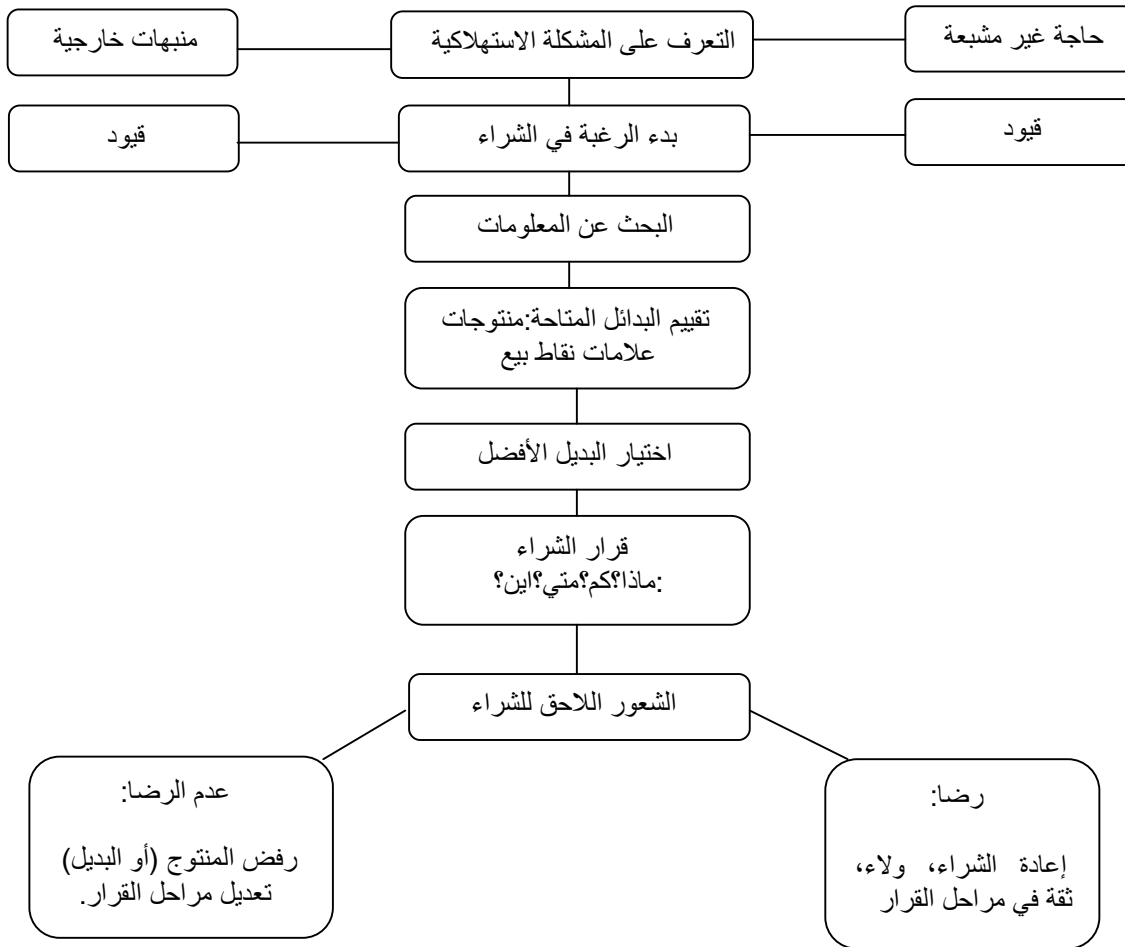 حاجة غير مشبعة
التعرف على المشكلة الاستهلاكية
منبهات خارجية
قيود
بدء الرغبة في الشراء
قيود
البحث عن المعلومات
تقييم البدائل المتاحة:منتوجات
علامات نقاط بيع
اختيار البديل الأفضل
قرار الشراء
:ماذا؟كم؟متي؟اين؟
الشعور اللاحق للشراء
رضا:
إعادة الشراء، ولاء،
ثقة في مراحل القرار
عدم الرضا:
رفض المنتوج (أو البديل)
تعديل مراحل القرار.